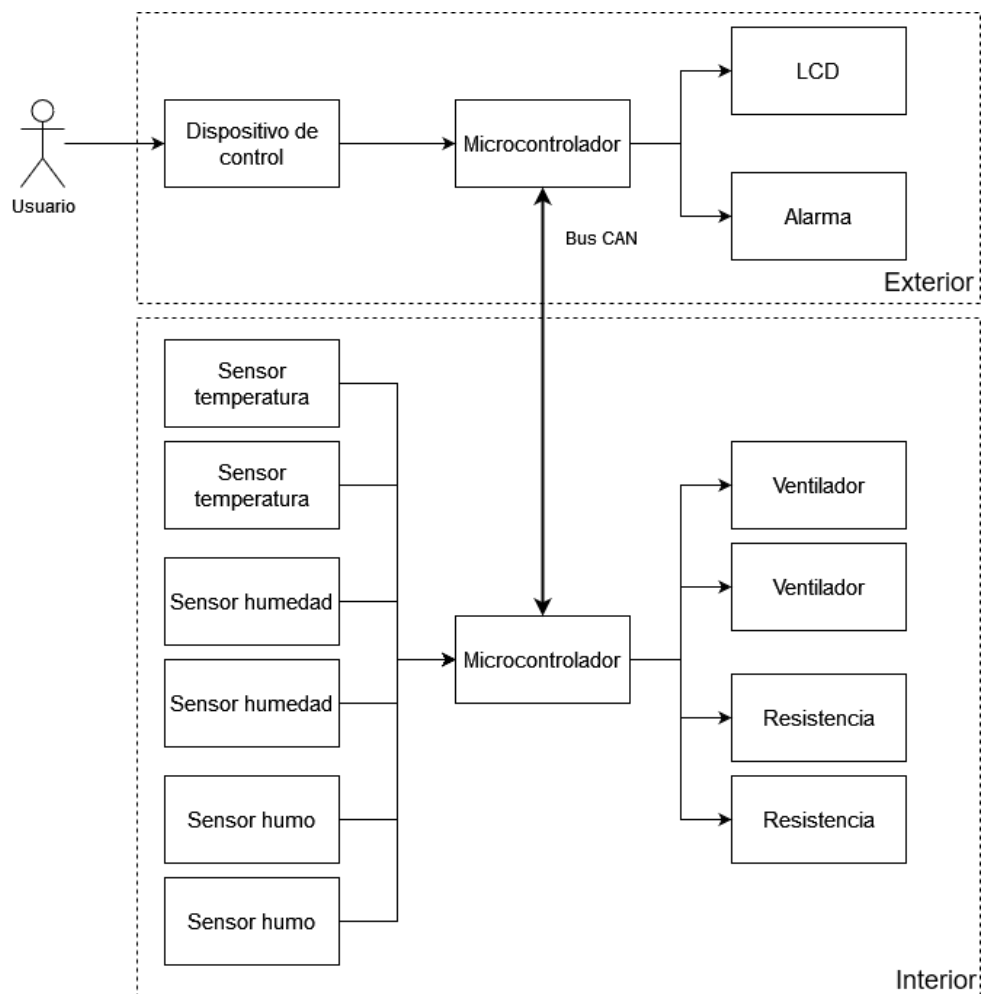 LCD
Dispositivo de
control
Microcontrolador
Usuario
Alarma
Bus CAN
Exterior
Sensor
temperatura
Sensor
temperatura
Ventilador
Sensor humedad
Ventilador
Microcontrolador
Sensor humedad
Resistencia
Sensor humo
Resistencia
Sensor humo
Interior